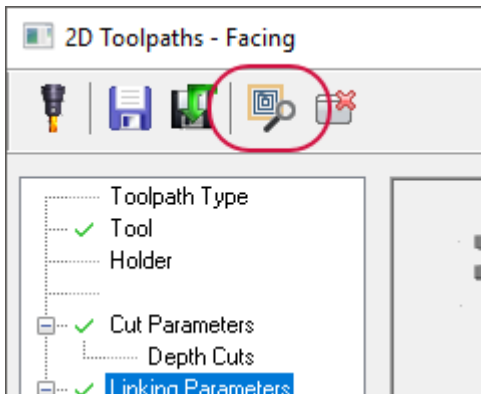 2D Toolpaths - Facing
Toolpath Type
Tool
Holder
Cut Parameters
Depth Cuts
Linking Parameters